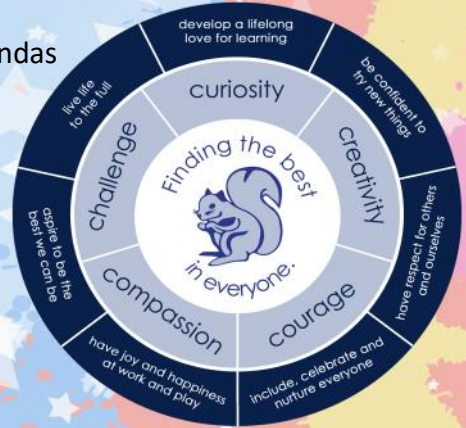 ndas
develop a lifelong
love for learning
be confident to
try new things
have respect for others
and ourselves
include, celebrate and
nurture everyone
have joy and happiness
at work and play
aspire to be the
best we can be
live life
to the full
curiosity
creativity
courage
compassion
challenge
Finding the best
in everyone.